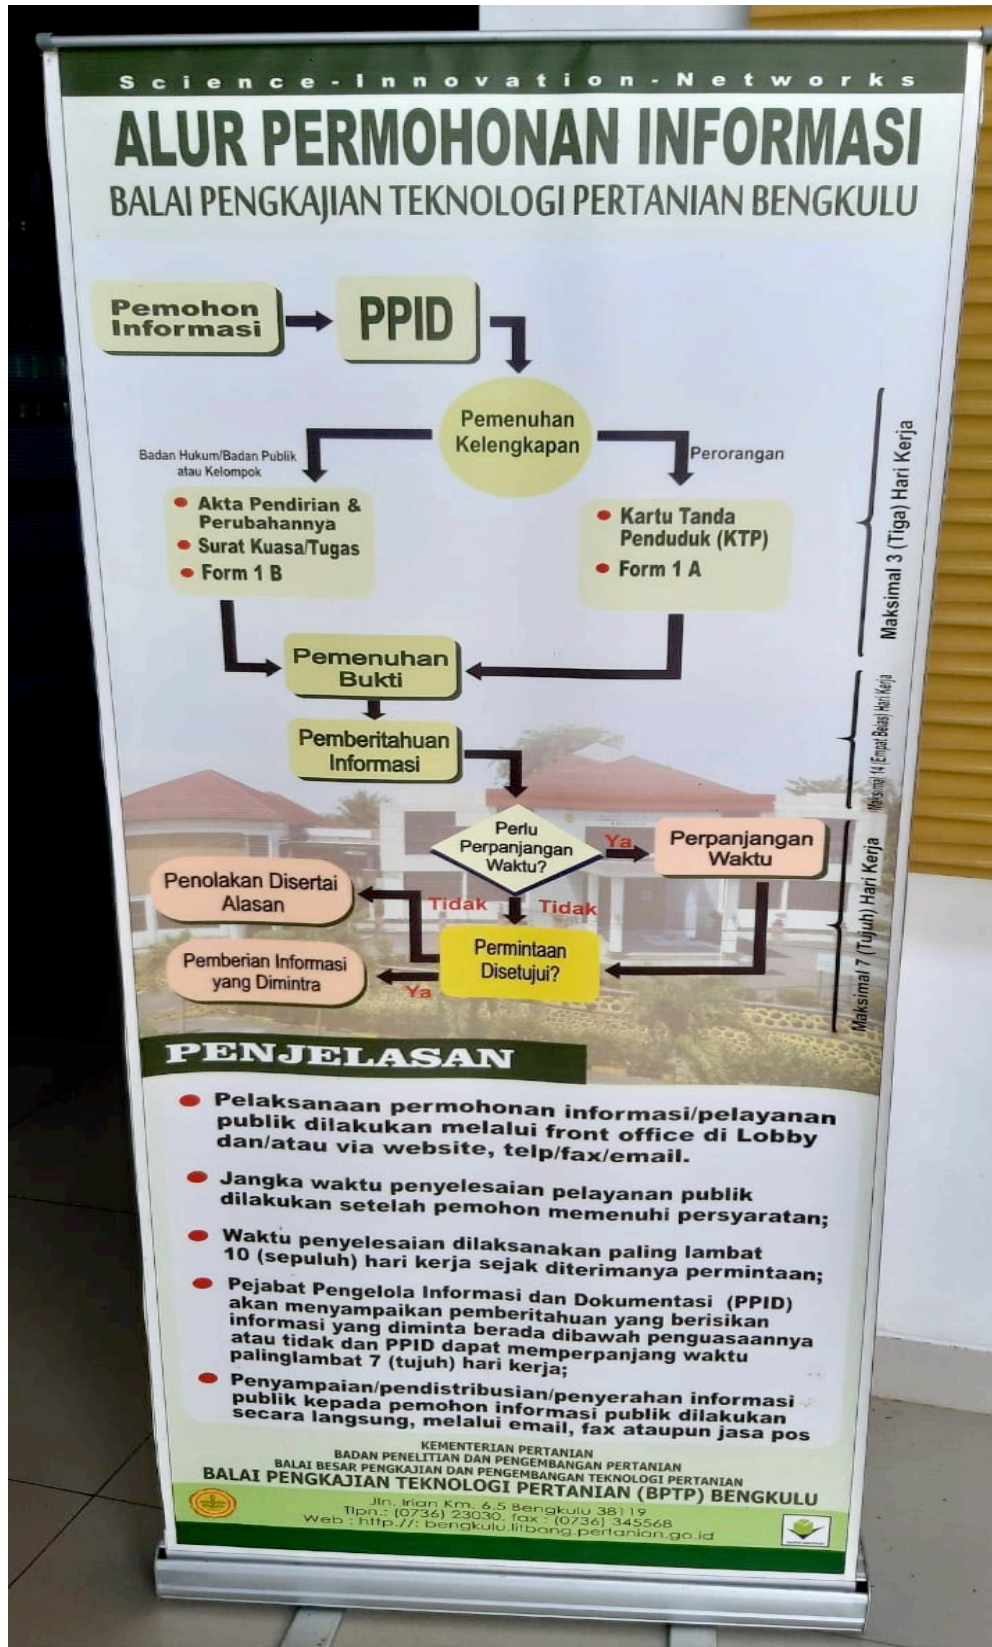 Science-Innovation-Networks
ALUR PERMOHONAN INFORMASI
BALAI PENGKAJIAN TEKNOLOGI PERTANIAN BENGKULU
Pemohon
Informasi
PPID
Pemenuhan
Kelengkapan
Badan Hukum/Badan Publik
atau Kelompok
Perorangan
Akta Pendirian &
Perubahannya
Surat Kuasa/Tugas
Form 1 B
Kartu Tanda
Penduduk (KTP)
Form 1 A
Maksimal 3 (Tiga) Hari Kerja
Pemenuhan
Bukti
Pemberitahuan
Informasi
Maksimal 14 (Empat Belas) Hari Kerja
Perlu
Perpanjangan
Waktu?
Ya
Perpanjangan
Waktu
Penolakan Disertai
Alasan
Tidak
Tidak
Permintaan
Disetujui?
Pemberian Informasi
yang Dimintra
Ya
Maksimal 7 (Tujuh) Hari Kerja
PENJELASAN
Pelaksanaan permohonan informasi/pelayanan
publik dilakukan melalui front office di Lobby
dan/atau via website, telp/fax/email.
Jangka waktu penyelesaian pelayanan publik
dilakukan setelah pemohon memenuhi persyaratan;
Waktu penyelesaian dilaksanakan paling lambat
10 (sepuluh) hari kerja sejak diterimanya permintaan;
Pejabat Pengelola Informasi dan Dokumentasi (PPID)
akan menyampaikan pemberitahuan yang berisikan
informasi yang diminta berada dibawah penguasaannya
atau tidak dan PPID dapat memperpanjang waktu
palinglambat 7 (tujuh) hari kerja;
Penyampaian/pendistribusian/penyerahan informasi
publik kepada pemohon informasi publik dilakukan
secara langsung, melalui email, fax ataupun jasa pos
KEMENTERIAN PERTANIAN
BADAN PENELITIAN DAN PENGEMBANGAN PERTANIAN
BALAI BESAR PENGKAJIAN DAN PENGEMBANGAN TEKNOLOGI PERTANIAN
BALAI PENGKAJIAN TEKNOLOGI PERTANIAN (BPTP) BENGKULU
Jln. Irian Km. 6,5 Bengkulu 38119
Tlpn.: (0736) 23030, fax : (0736) 345568
Web : http.//: bengkulu.litbang.pertanian.go.id